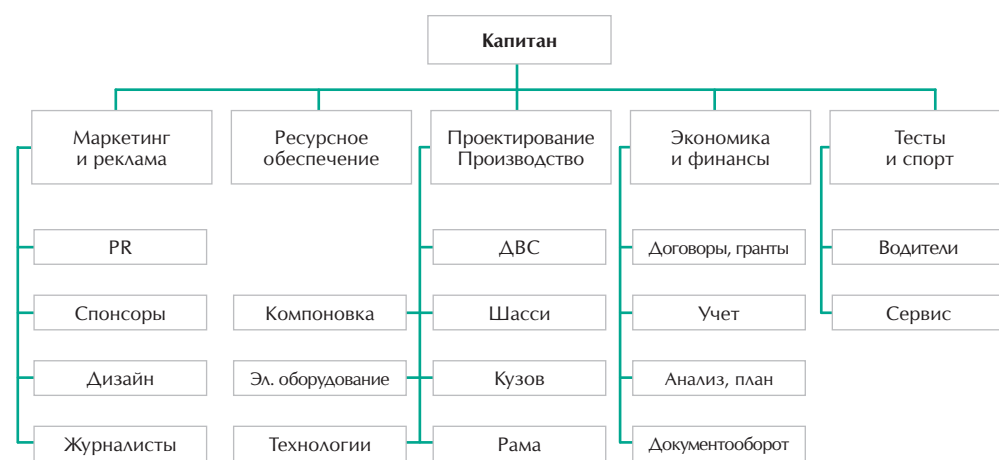 Капитан
Маркетинг
и реклама
Ресурсное
обеспечение
Проектирование
Производство
Экономика
и финансы
Тесты
и спорт
PR
ДВС
Договоры, гранты
Водители
Спонсоры
Компоновка
Шасси
Учет
Сервис
Дизайн
Эл. оборудование
Кузов
Анализ, план
Журналисты
Технологии
Рама
Документооборот